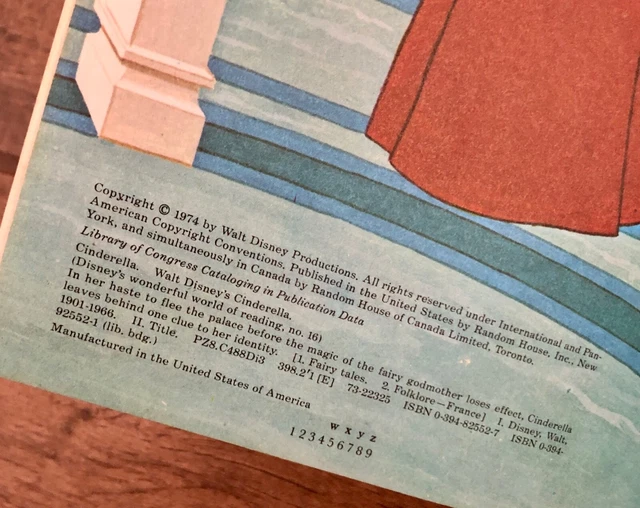 Copyright © 1974 by Walt Disney Productions. All rights reserved under International and Pan-
American Copyright Conventions. Published in the United States by Random House, Inc., New
York, and simultaneously in Canada by Random House of Canada Limited, Toronto.
Library of Congress Cataloging in Publication Data
Cinderella. Walt Disney's Cinderella.
(Disney's wonderful world of reading, no. 16)
In her haste to flee the palace before the magic of the fairy godmother loses effect, Cinderella
leaves behind one clue to her identity. [1. Fairy tales. 2. Folklore—France] I. Disney, Walt,
1901-1966. II. Title. PZ8.C488Di3 398.2'1 [E] 73-22325 ISBN 0-394-82552-7 ISBN 0-394-
92552-1 (lib. bdg.)
Manufactured in the United States of America
w x y z
1 2 3 4 5 6 7 8 9